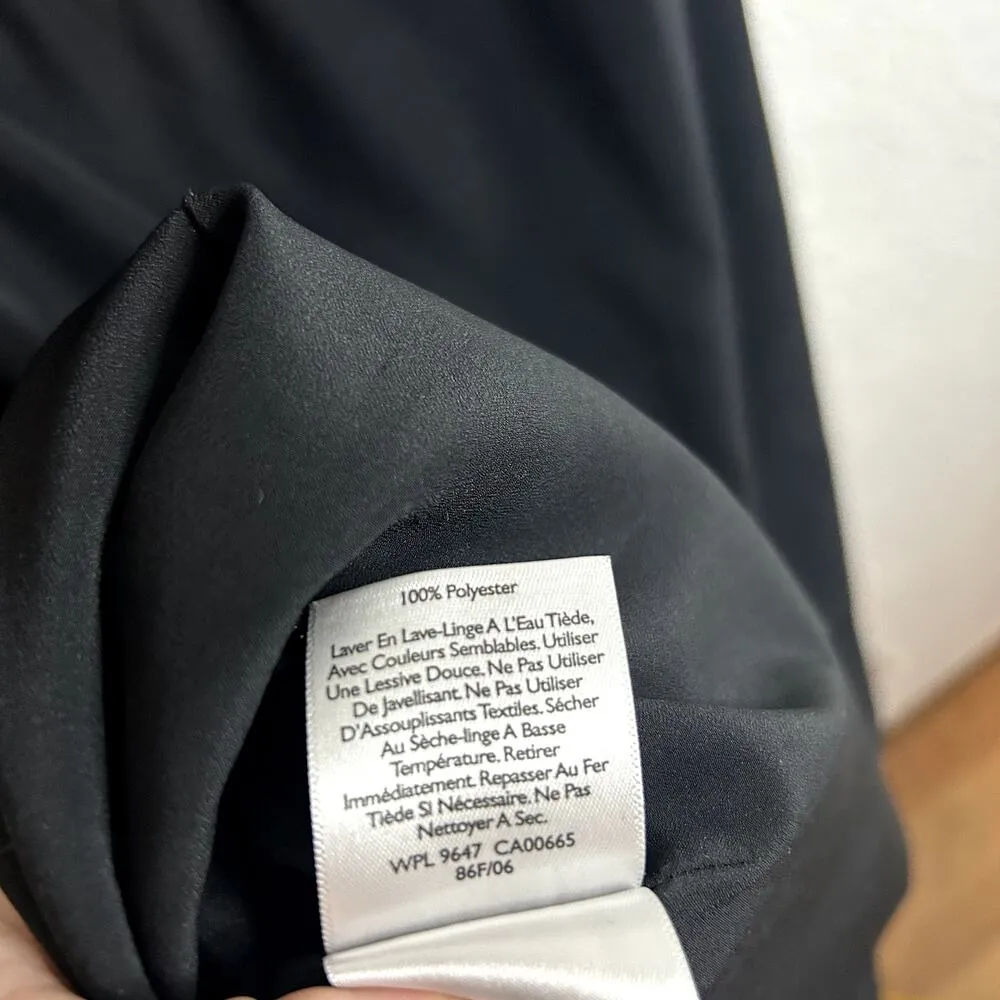 100% Polyester
Laver En Lave-Linge A L'Eau Tiède,
Avec Couleurs Semblables. Utiliser
Une Lessive Douce. Ne Pas Utiliser
De Javellisant. Ne Pas Utiliser
D'Assouplissants Textiles. Sécher
Au Sèche-linge A Basse
Température. Retirer
Immédiatement. Repasser Au Fer
Tiède SI Nécessaire. Ne Pas
Nettoyer A Sec.
WPL 9647 CA00665
86F/06